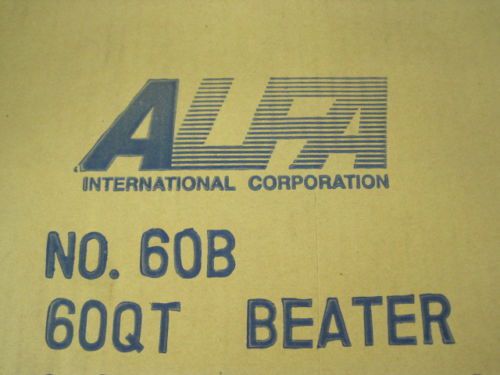 ALFA
INTERNATIONAL CORPORATION
NO. 60B
60QT BEATER